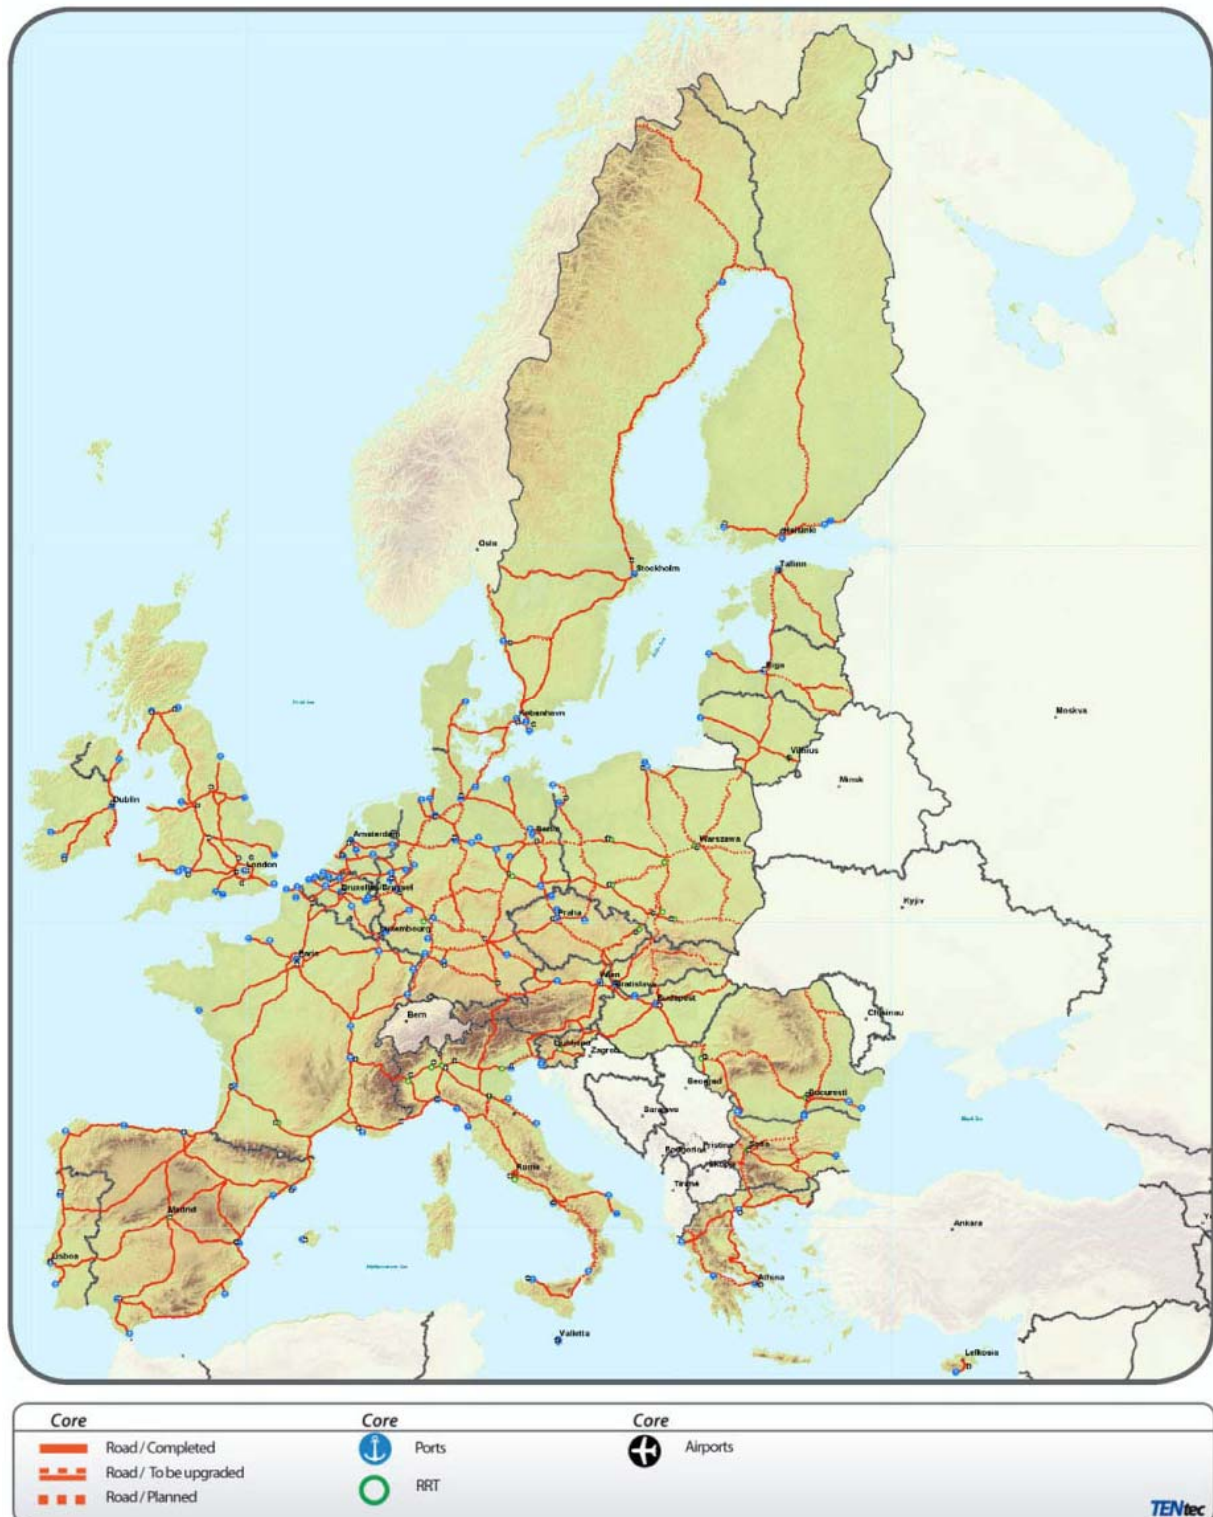 Oslo
Helsinki
Stockholm
Tallinn
Riga
København
Moskva
Vilnius
Minsk
Dublin
Amsterdam
Berlin
Warszawa
London
Bruxelles/Brussel
Kyjiv
Praha
Luxembourg
Paris
Wien
Bratislava
Budapest
Bern
Chisinau
Ljubljana
Zagreb
Beograd
Bucuresti
Sarajevo
Black Sea
Pristina
Sofia
Podgorica
Skopje
Tirana
Roma
Madrid
Ankara
Lisboa
Athina
Valletta
Lefkosia
Core Core Core
Road / Completed Ports Airports
Road / To be upgraded RRT
Road / Planned
TENtec